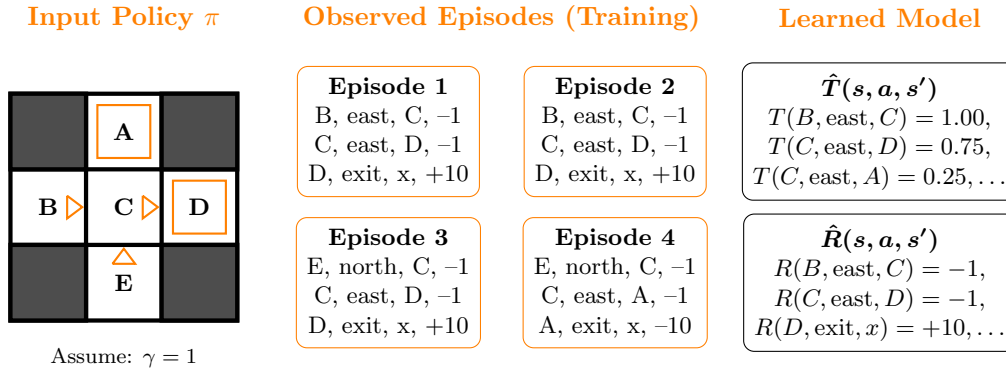 Input Policy π
Observed Episodes (Training)
Learned Model
A
B
C
D
E
Assume: γ = 1
Episode 1
B, east, C, –1
C, east, D, –1
D, exit, x, +10
Episode 2
B, east, C, –1
C, east, D, –1
D, exit, x, +10
Episode 3
E, north, C, –1
C, east, D, –1
D, exit, x, +10
Episode 4
E, north, C, –1
C, east, A, –1
A, exit, x, –10
T̂(s, a, s′)
T(B, east, C) = 1.00,
T(C, east, D) = 0.75,
T(C, east, A) = 0.25, …
R̂(s, a, s′)
R(B, east, C) = −1,
R(C, east, D) = −1,
R(D, exit, x) = +10, …